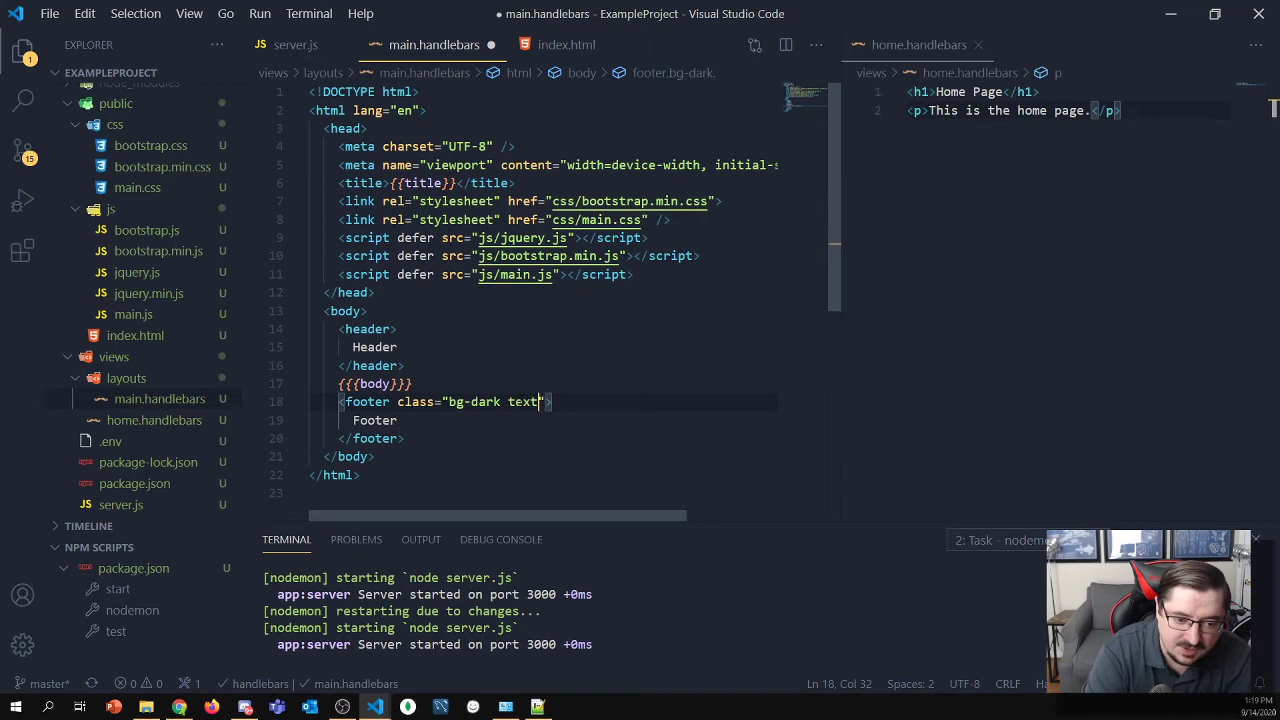 File Edit Selection View Go Run Terminal Help
● main.handlebars - ExampleProject - Visual Studio Code
EXPLORER
EXAMPLEPROJECT
node_modules
public
css
bootstrap.css U
bootstrap.min.css U
main.css U
js
bootstrap.js U
bootstrap.min.js U
jquery.js U
jquery.min.js U
main.js U
index.html U
views
layouts
main.handlebars U
home.handlebars U
.env U
package-lock.json U
package.json U
server.js U
TIMELINE
NPM SCRIPTS
package.json U
start
nodemon
test
1
15
server.js main.handlebars ● index.html
views > layouts > main.handlebars > html > body > footer.bg-dark.
1 <!DOCTYPE html>
2 <html lang="en">
3 <head>
4 <meta charset="UTF-8" />
5 <meta name="viewport" content="width=device-width, initial-s
6 <title>{{title}}</title>
7 <link rel="stylesheet" href="css/bootstrap.min.css">
8 <link rel="stylesheet" href="css/main.css" />
9 <script defer src="js/jquery.js"></script>
10 <script defer src="js/bootstrap.min.js"></script>
11 <script defer src="js/main.js"></script>
12 </head>
13 <body>
14 <header>
15 Header
16 </header>
17 {{{body}}}
18 <footer class="bg-dark text">
19 Footer
20 </footer>
21 </body>
22 </html>
23
home.handlebars
views > home.handlebars > p
1 <h1>Home Page</h1>
2 <p>This is the home page.</p>
TERMINAL PROBLEMS OUTPUT DEBUG CONSOLE
2: Task - nodemo
[nodemon] starting `node server.js`
app:server Server started on port 3000 +0ms
[nodemon] restarting due to changes...
[nodemon] starting `node server.js`
app:server Server started on port 3000 +0ms
master* 0 0 1 handlebars main.handlebars
Ln 18, Col 32 Spaces: 2 UTF-8 CRLF
1:19 PM
9/14/2020